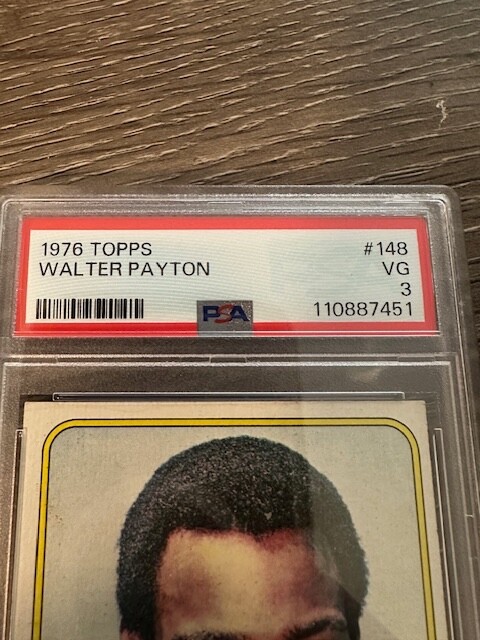 1976 TOPPS #148
WALTER PAYTON VG
3
PSA 110887451